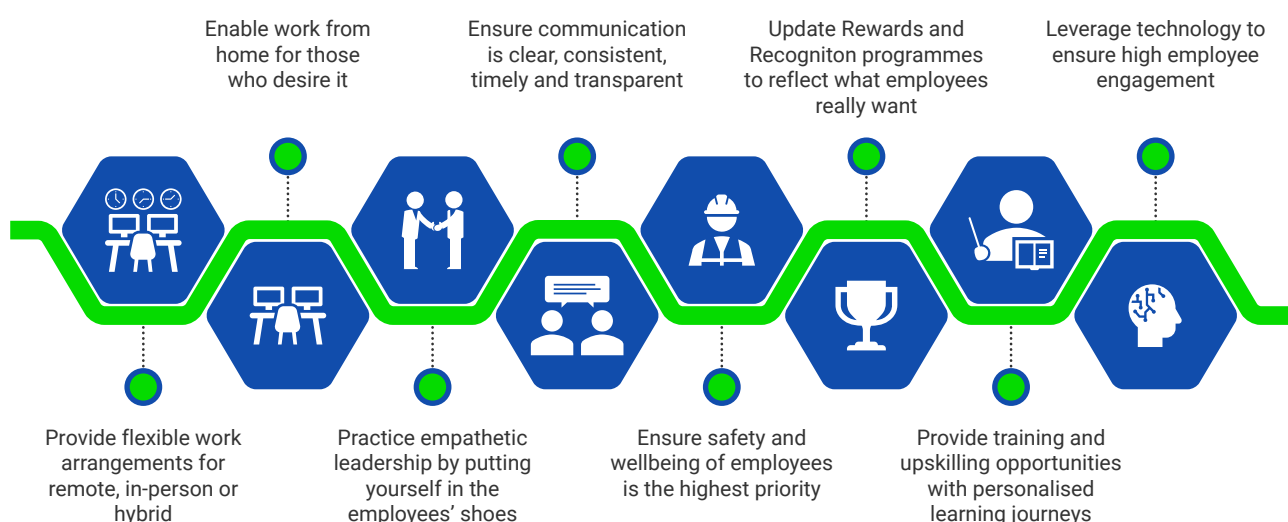 Enable work from
home for those
who desire it
Ensure communication
is clear, consistent,
timely and transparent
Update Rewards and
Recogniton programmes
to reflect what employees
really want
Leverage technology to
ensure high employee
engagement
Provide flexible work
arrangements for
remote, in-person or
hybrid
Practice empathetic
leadership by putting
yourself in the
employees’ shoes
Ensure safety and
wellbeing of employees
is the highest priority
Provide training and
upskilling opportunities
with personalised
learning journeys